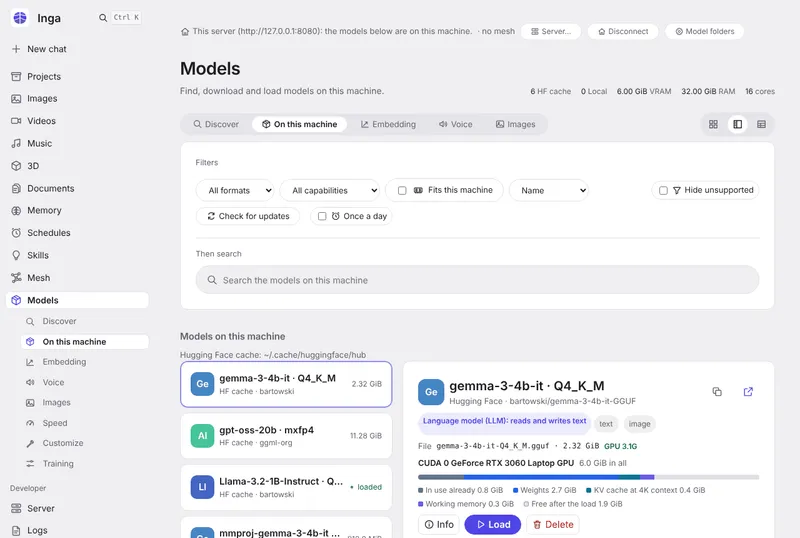 Inga
Ctrl K
New chat
Projects
Images
Videos
Music
3D
Documents
Memory
Schedules
Skills
Mesh
Models
Discover
On this machine
Embedding
Voice
Images
Speed
Customize
Training
Developer
Server
Logs
This server (http://127.0.0.1:8080): the models below are on this machine. · no mesh
Server...
Disconnect
Model folders
Models
Find, download and load models on this machine.
6 HF cache 0 Local 6.00 GiB VRAM 32.00 GiB RAM 16 cores
Discover
On this machine
Embedding
Voice
Images
Filters
All formats
All capabilities
Fits this machine
Name
Hide unsupported
Check for updates
Once a day
Then search
Search the models on this machine
Models on this machine
Hugging Face cache: ~/.cache/huggingface/hub
Ge
gemma-3-4b-it · Q4_K_M
HF cache · bartowski
2.32 GiB
AI
gpt-oss-20b · mxfp4
HF cache · ggml-org
11.28 GiB
LI
Llama-3.2-1B-Instruct · Q...
HF cache · bartowski
• loaded
Ge
mmproj-gemma-3-4b-it ...
HF cache · bartowski
Ge
gemma-3-4b-it · Q4_K_M
Hugging Face · bartowski/gemma-3-4b-it-GGUF
Language model (LLM): reads and writes text
text
image
File gemma-3-4b-it-Q4_K_M.gguf · 2.32 GiB GPU 3.1G
CUDA 0 GeForce RTX 3060 Laptop GPU 6.0 GiB in all
In use already 0.8 GiB
Weights 2.7 GiB
KV cache at 4K context 0.4 GiB
Working memory 0.3 GiB
Free after the load 1.9 GiB
Info
Load
Delete